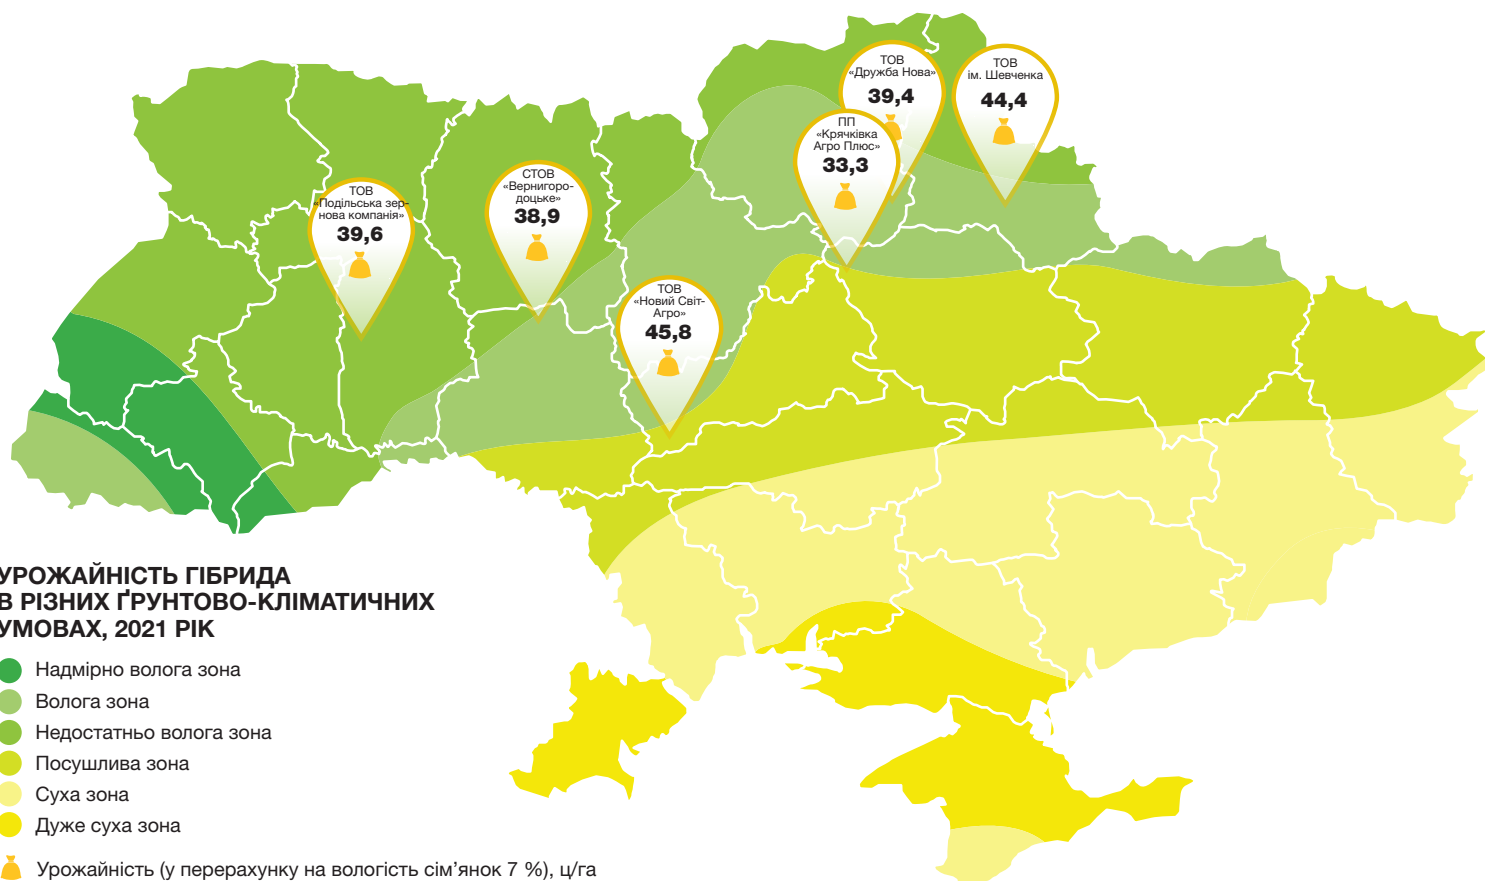 ТОВ
«Дружба Нова»
39,4
ТОВ
ім. Шевченка
44,4
ПП
«Крячківка
Агро Плюс»
33,3
СТОВ
«Вернигоро-
доцьке»
38,9
ТОВ
«Подільська зер-
нова компанія»
39,6
ТОВ
«Новий Світ-
Агро»
45,8
УРОЖАЙНІСТЬ ГІБРИДА
В РІЗНИХ ҐРУНТОВО-КЛІМАТИЧНИХ
УМОВАХ, 2021 РІК
Надмірно волога зона
Волога зона
Недостатньо волога зона
Посушлива зона
Суха зона
Дуже суха зона
Урожайність (у перерахунку на вологість сім’янок 7 %), ц/га